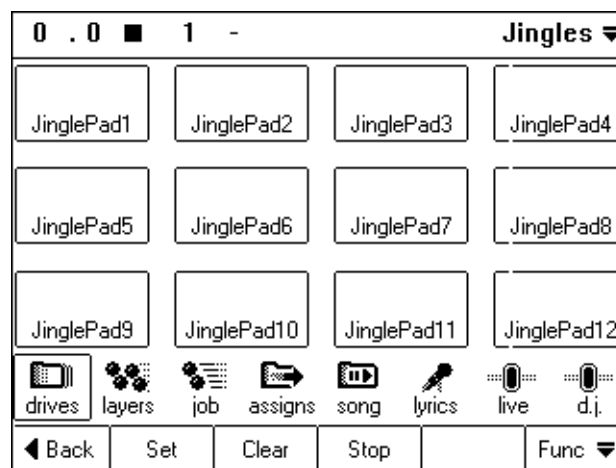 0 .0 ■ 1 - Jingles
JinglePad1 JinglePad2 JinglePad3 JinglePad4
JinglePad5 JinglePad6 JinglePad7 JinglePad8
JinglePad9 JinglePad10 JinglePad11 JinglePad12
drives layers job assigns song lyrics live d.j.
Back Set Clear Stop Func